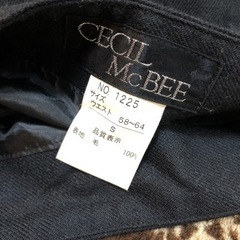 CECIL
McBEE
NO 1225
サイズ
ウエスト 58~64
S
品質表示
表地 毛 100%